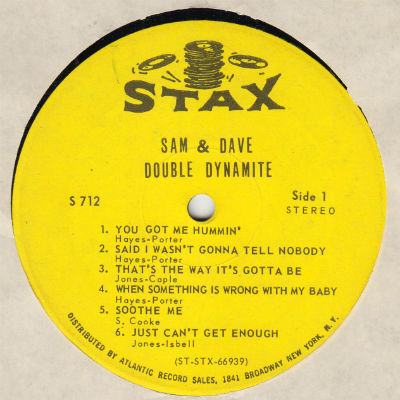 STAX
SAM & DAVE
DOUBLE DYNAMITE
S 712
Side 1
STEREO
1. YOU GOT ME HUMMIN'
Hayes-Porter
2. SAID I WASN'T GONNA TELL NOBODY
Hayes-Porter
3. THAT'S THE WAY IT'S GOTTA BE
Jones-Caple
4. WHEN SOMETHING IS WRONG WITH MY BABY
Hayes-Porter
5. SOOTHE ME
S. Cooke
6. JUST CAN'T GET ENOUGH
Jones-Isbell
(ST-STX-66939)
DISTRIBUTED BY ATLANTIC RECORD SALES, 1841 BROADWAY NEW YORK, N. Y.